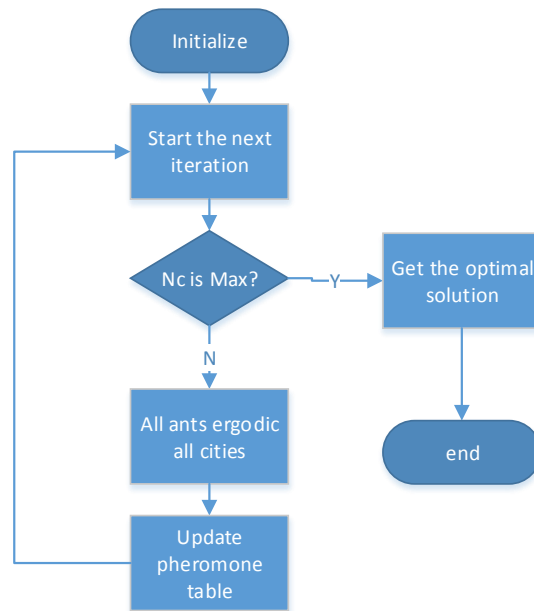 Initialize
Start the next
iteration
Nc is Max?
Y
Get the optimal
solution
N
All ants ergodic
all cities
end
Update
pheromone
table